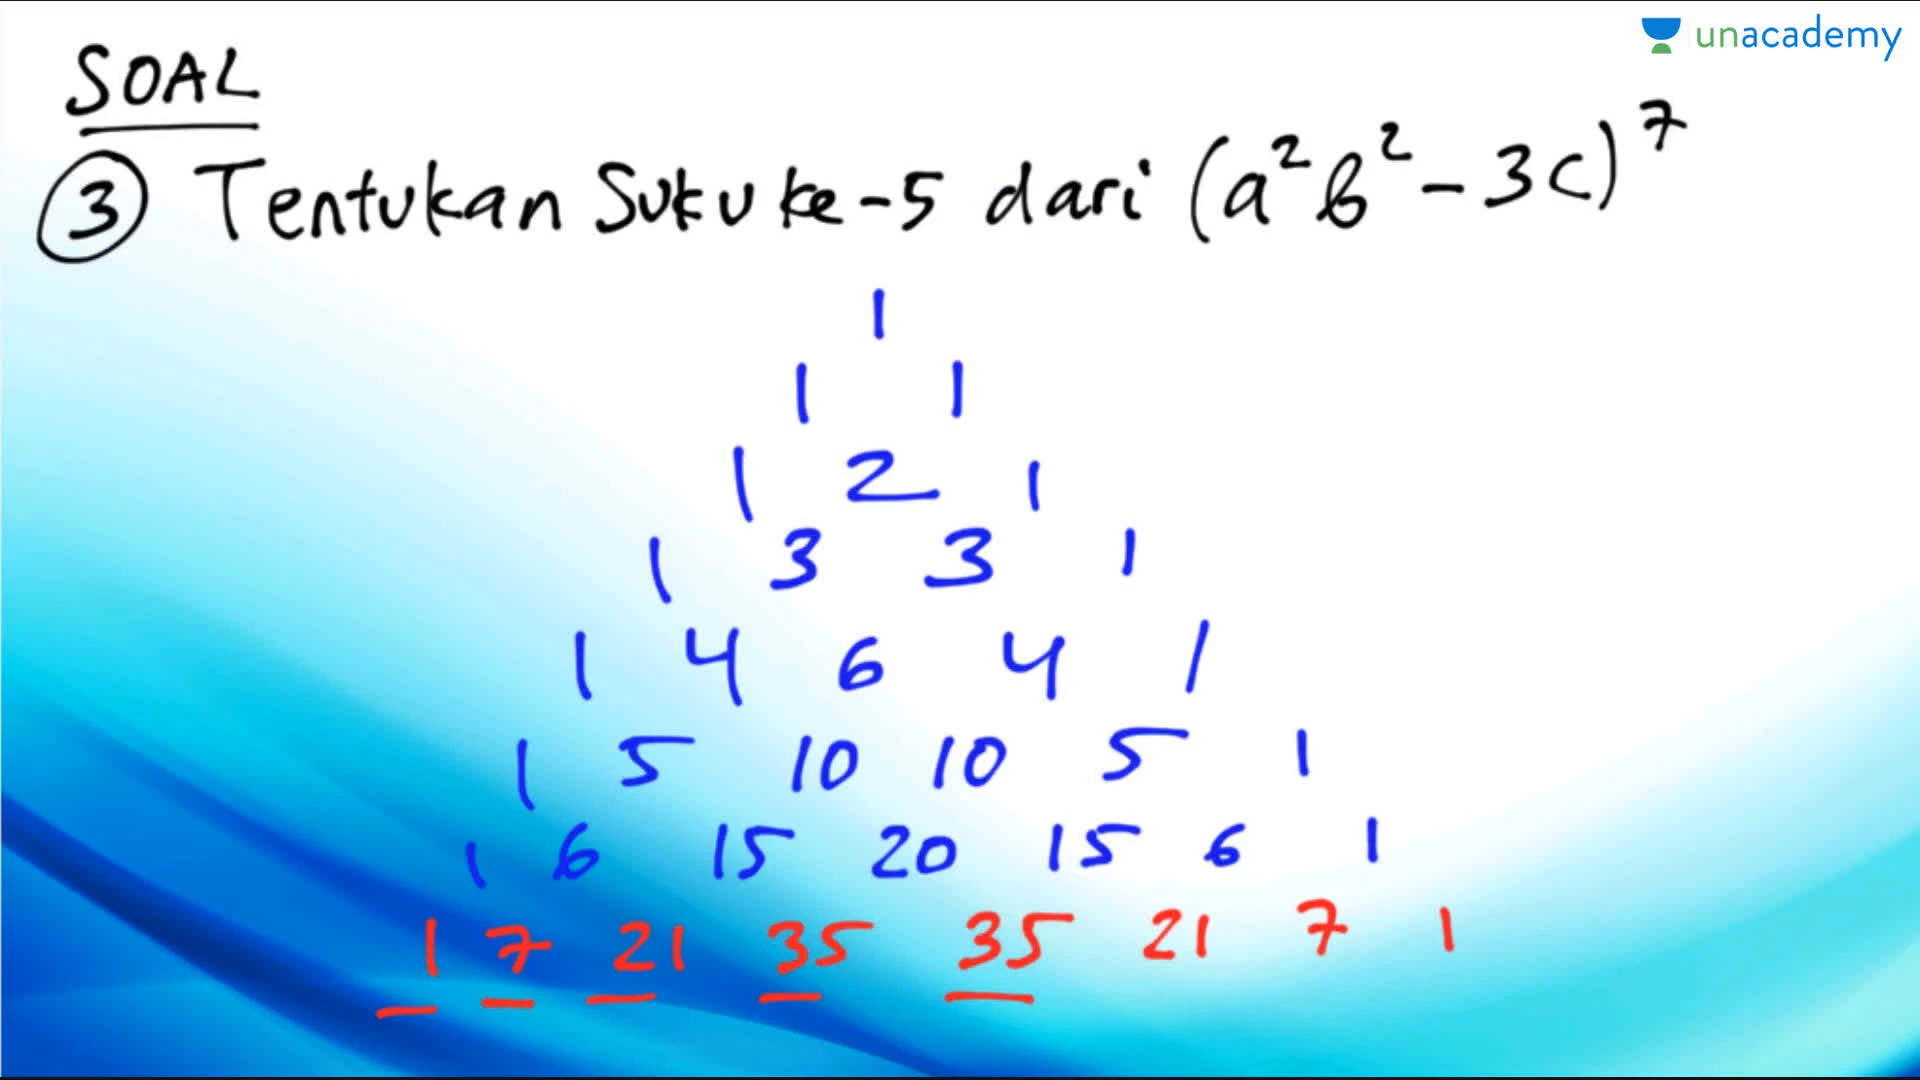 unacademy
SOAL
3 Tentukan Suku ke-5 dari (a²b²-3c)⁷
1
1 1
1 2 1
1 3 3 1
1 4 6 4 1
1 5 10 10 5 1
1 6 15 20 15 6 1
1 7 21 35 35 21 7 1